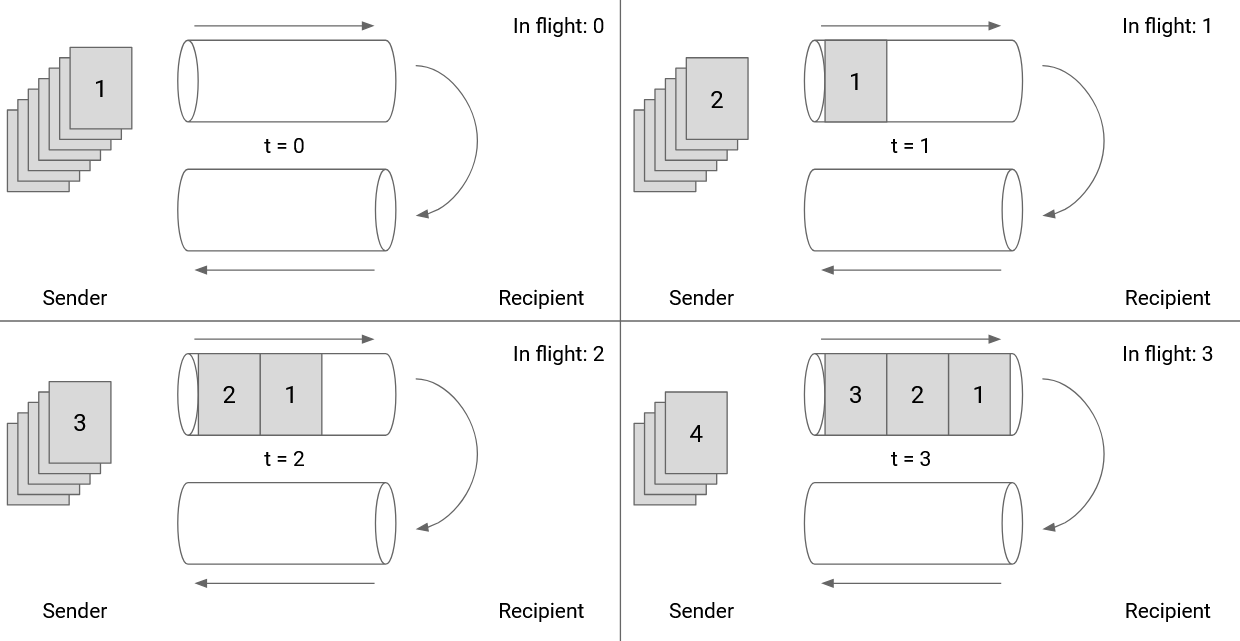 In flight: 0
1
t = 0
Sender
Recipient
In flight: 1
2
1
t = 1
Sender
Recipient
In flight: 2
3
2 1
t = 2
Sender
Recipient
In flight: 3
4
3 2 1
t = 3
Sender
Recipient